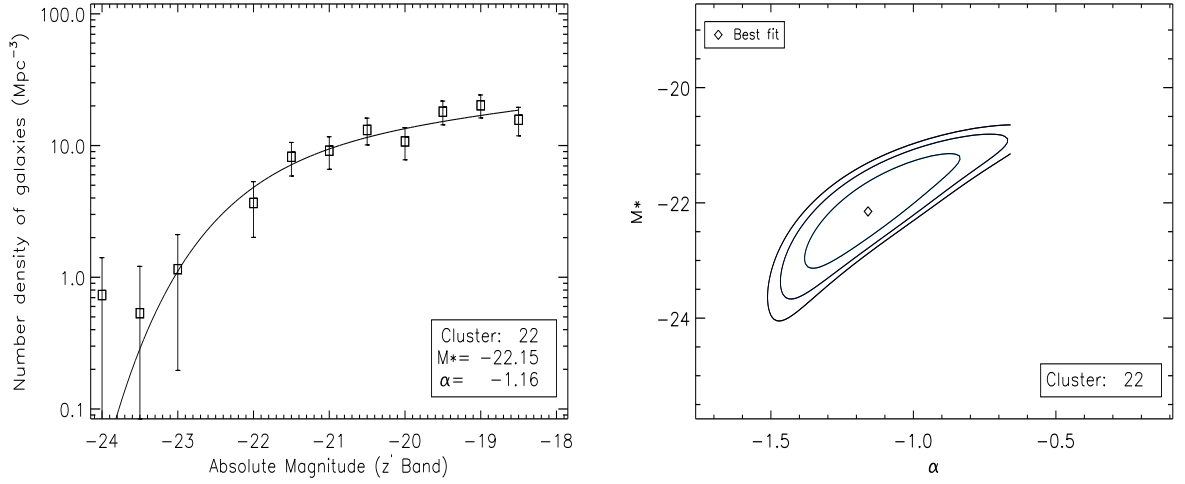 100.0
10.0
1.0
0.1
Number density of galaxies (Mpc⁻³)
−24 −23 −22 −21 −20 −19 −18
Absolute Magnitude (z' Band)
Cluster: 22
M*= −22.15
α= −1.16
Best fit
−20
−22
−24
M*
−1.5 −1.0 −0.5
α
Cluster: 22